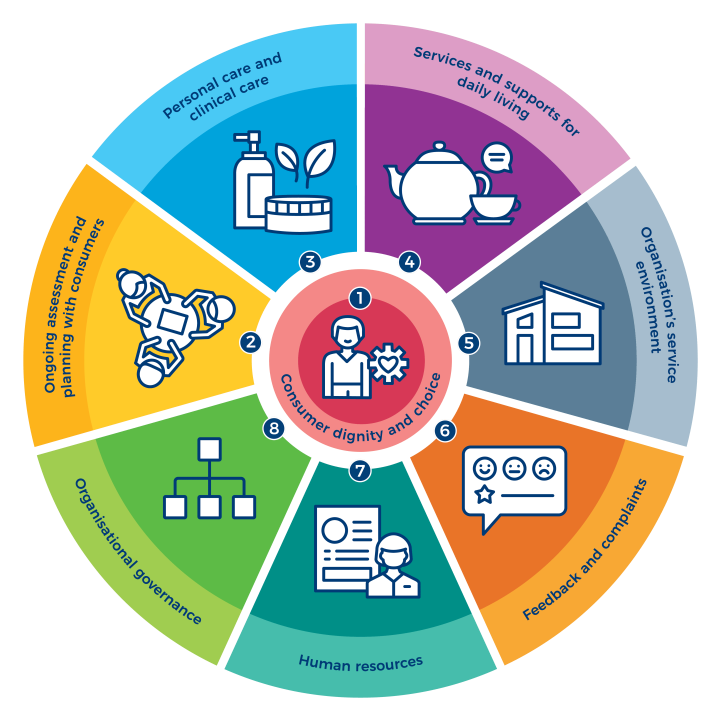 1
Consumer dignity and choice
2
Ongoing assessment and
planning with consumers
3
Personal care and
clinical care
4
Services and supports for
daily living
5
Organisation's service
environment
6
Feedback and complaints
7
Human resources
8
Organisational governance